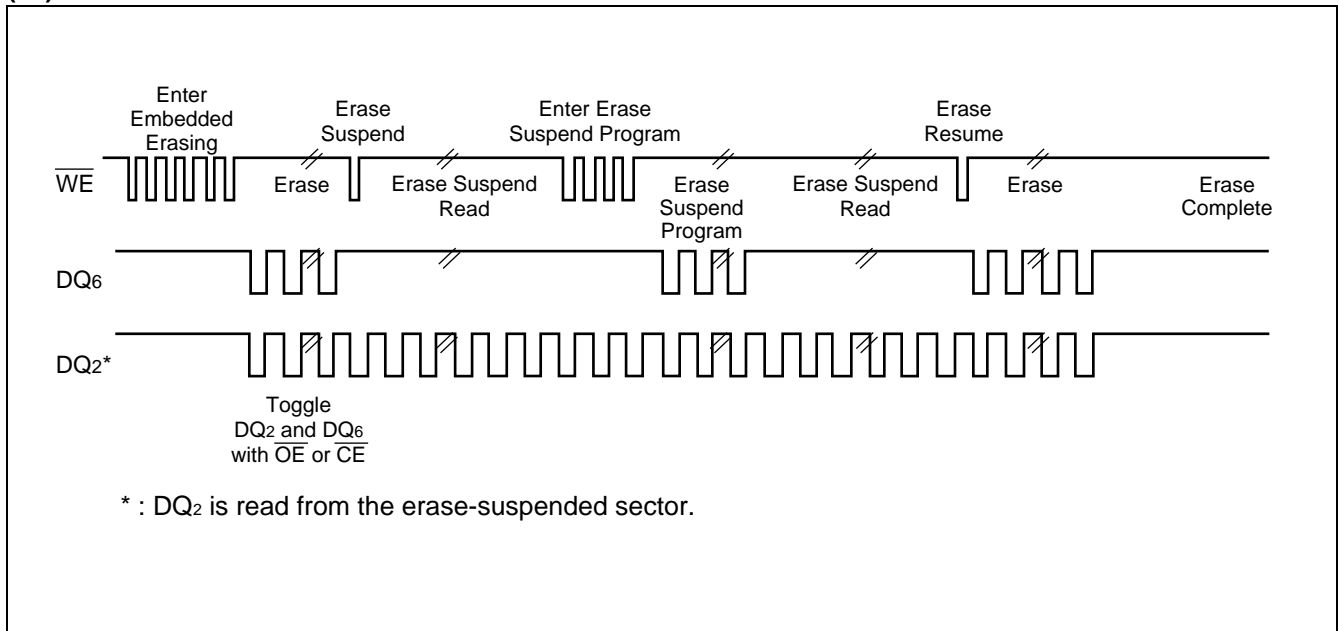 Enter
Embedded
Erasing
Erase
Suspend
Enter Erase
Suspend Program
Erase
Resume
WE
Erase
Erase Suspend
Read
Erase
Suspend
Program
Erase Suspend
Read
Erase
Erase
Complete
DQ6
DQ2*
Toggle
DQ2 and DQ6
with OE or CE
* : DQ2 is read from the erase-suspended sector.